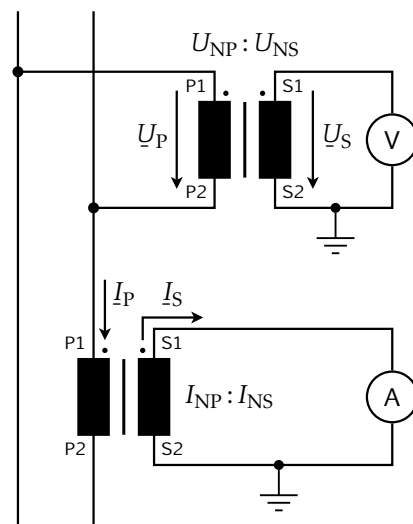 U_NP : U_NS
P1 S1
U_P U_S V
P2 S2
I_P I_S
P1 S1
I_NP : I_NS A
P2 S2